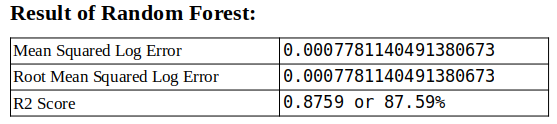 Result of Random Forest:
Mean Squared Log Error 0.0007781140491380673
Root Mean Squared Log Error 0.0007781140491380673
R2 Score 0.8759 or 87.59%